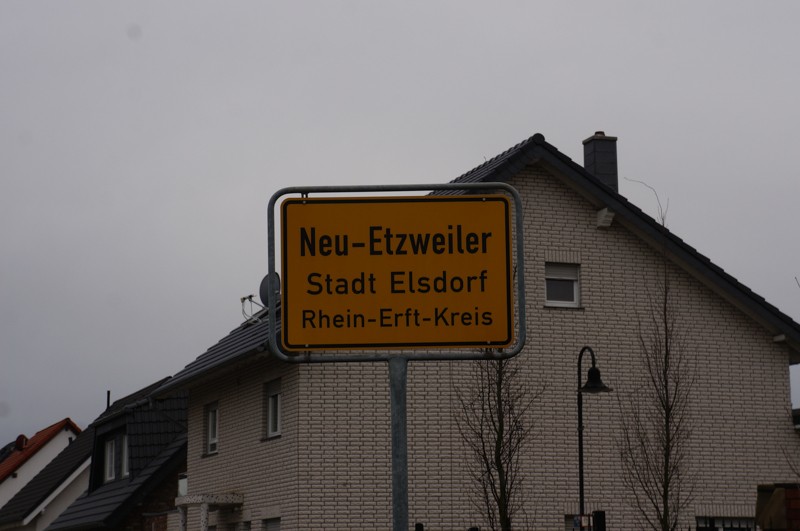 Neu-Etzweiler
Stadt Elsdorf
Rhein-Erft-Kreis